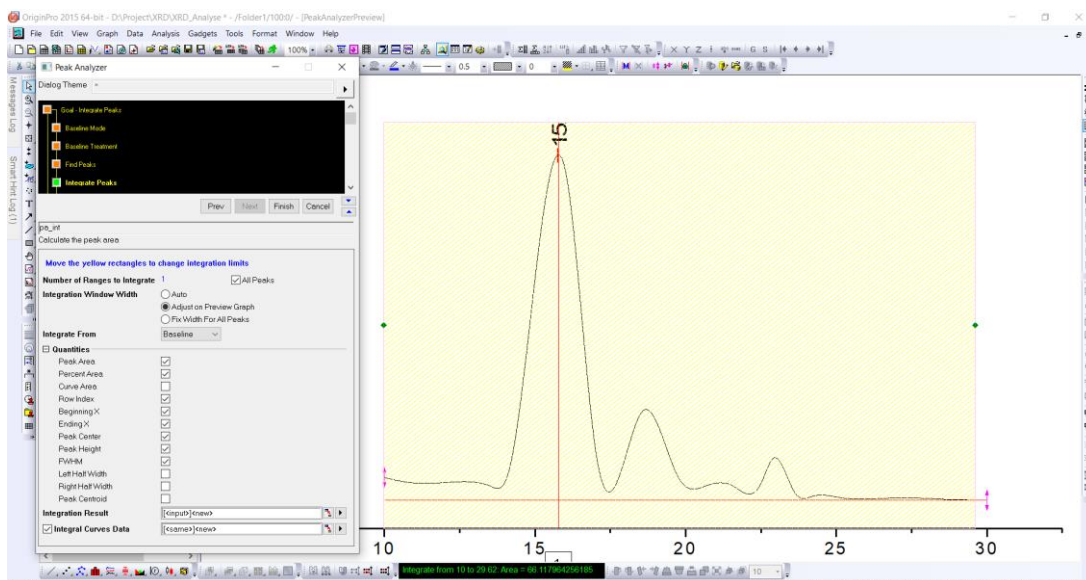 OriginPro 2015 64-bit - D:\Project\XRD\XRD_Analyse * - /Folder1/100:0/ - [PeakAnalyzerPreview]
File Edit View Graph Data Analysis Gadgets Tools Format Window Help
100%
0.5
0
Peak Analyzer
Dialog Theme *
Goal - Integrate Peaks
Baseline Mode
Baseline Treatment
Find Peaks
Integrate Peaks
Prev Next Finish Cancel
pa_int
Calculate the peak area.
Move the yellow rectangles to change integration limits
Number of Ranges to Integrate 1 All Peaks
Integration Window Width Auto
Adjust on Preview Graph
Fix Width For All Peaks
Integrate From Baseline
Quantities
Peak Area
Percent Area
Curve Area
Row Index
Beginning X
Ending X
Peak Center
Peak Height
FWHM
Left Half Width
Right Half Width
Peak Centroid
Integration Result [<input>]<new>
Integral Curves Data [<same>]<new>
Messages Log
Smart Hint Log (1)
15
10 15 20 25 30
1
Integrate from 10 to 29.62 Area = 66.117964256185
10